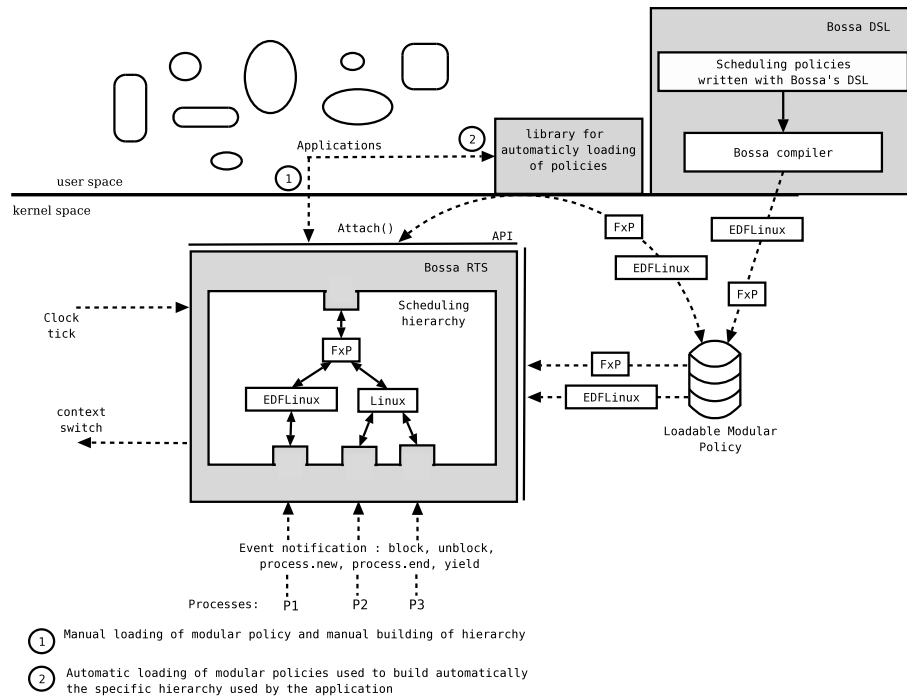 Bossa DSL
Scheduling policies
written with Bossa's DSL
Bossa compiler
2
library for
automaticly loading
of policies
Applications
1
user space
kernel space
Attach()
API
FxP
EDFLinux
EDFLinux
FxP
Bossa RTS
Scheduling
hierarchy
Clock
tick
FxP
EDFLinux
Linux
FxP
EDFLinux
Loadable Modular
Policy
context
switch
Event notification : block, unblock,
process.new, process.end, yield
Processes: P1 P2 P3
1 Manual loading of modular policy and manual building of hierarchy
2 Automatic loading of modular policies used to build automatically
the specific hierarchy used by the application